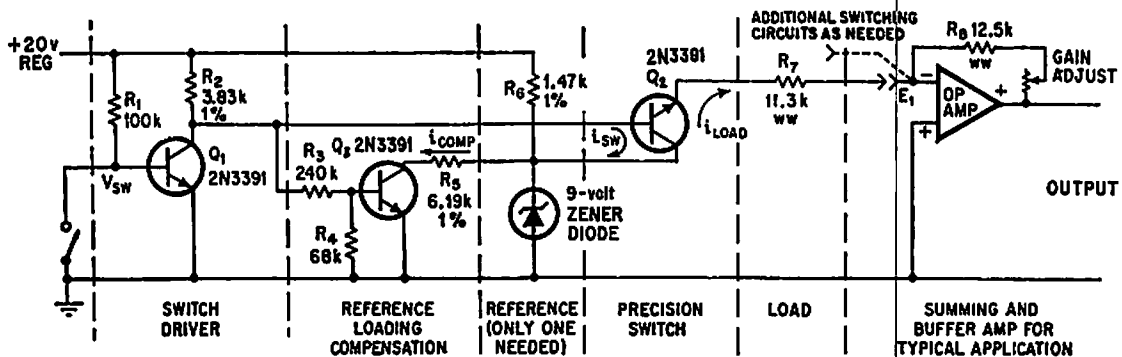 +20v
REG
R1
100k
R2
3.83k
1%
Q1
2N3391
VSW
R3
240k
R4
68k
Q3 2N3391
iCOMP
R5
6.19k
1%
R6
1.47k
1%
9-volt
ZENER
DIODE
2N3391
Q2
iSW
iLOAD
R7
11.3k
WW
ADDITIONAL SWITCHING
CIRCUITS AS NEEDED
E1
R8 12.5k
WW
GAIN
ADJUST
−
+
OP
AMP
+
OUTPUT
SWITCH
DRIVER
REFERENCE
LOADING
COMPENSATION
REFERENCE
(ONLY ONE
NEEDED)
PRECISION
SWITCH
LOAD
SUMMING AND
BUFFER AMP FOR
TYPICAL APPLICATION